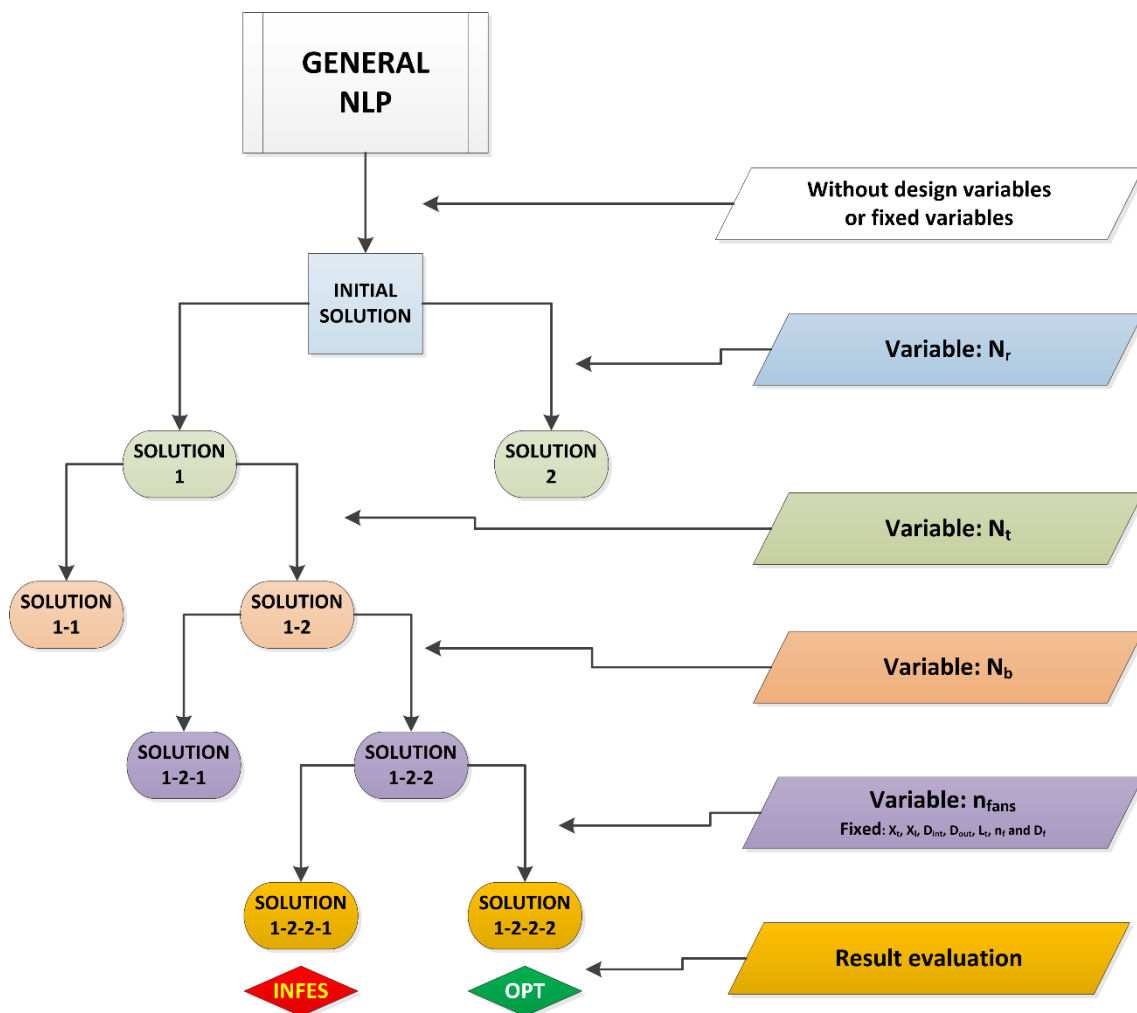 GENERAL
NLP
Without design variables
or fixed variables
INITIAL
SOLUTION
Variable: Nr
SOLUTION
1
SOLUTION
2
Variable: Nt
SOLUTION
1-1
SOLUTION
1-2
Variable: Nb
SOLUTION
1-2-1
SOLUTION
1-2-2
Variable: nfans
Fixed: Xt, Xl, Dint, Dout, Lt, nf and Df
SOLUTION
1-2-2-1
SOLUTION
1-2-2-2
Result evaluation
INFES
OPT